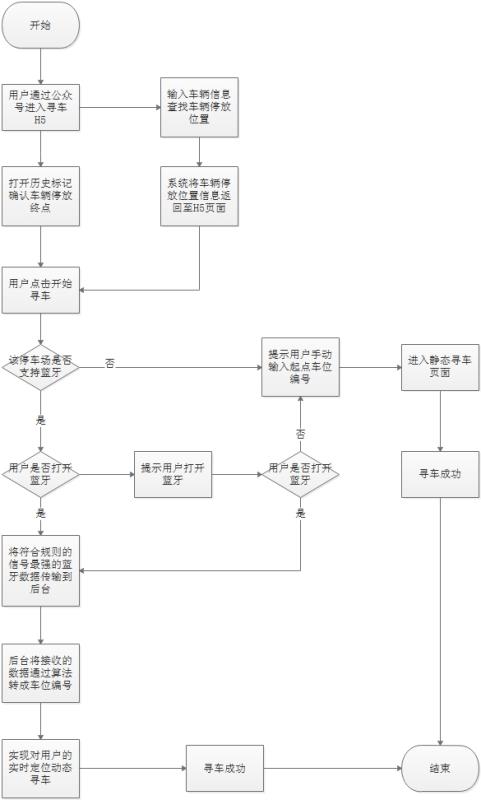 开始
用户通过公众
号进入寻车
H5
输入车辆信息
查找车辆停放
位置
打开历史标记
确认车辆停放
终点
系统将车辆停
放位置信息返
回至H5页面
用户点击开始
寻车
该停车场是否
支持蓝牙
否
提示用户手动
输入起点车位
编号
进入静态寻车
页面
是
否
用户是否打开
蓝牙
提示用户打开
蓝牙
用户是否打开
蓝牙
寻车成功
是
是
将符合规则的
信号最强的蓝
牙数据传输到
后台
后台将接收的
数据通过算法
转成车位编号
实现对用户的
实时定位动态
寻车
寻车成功
结束